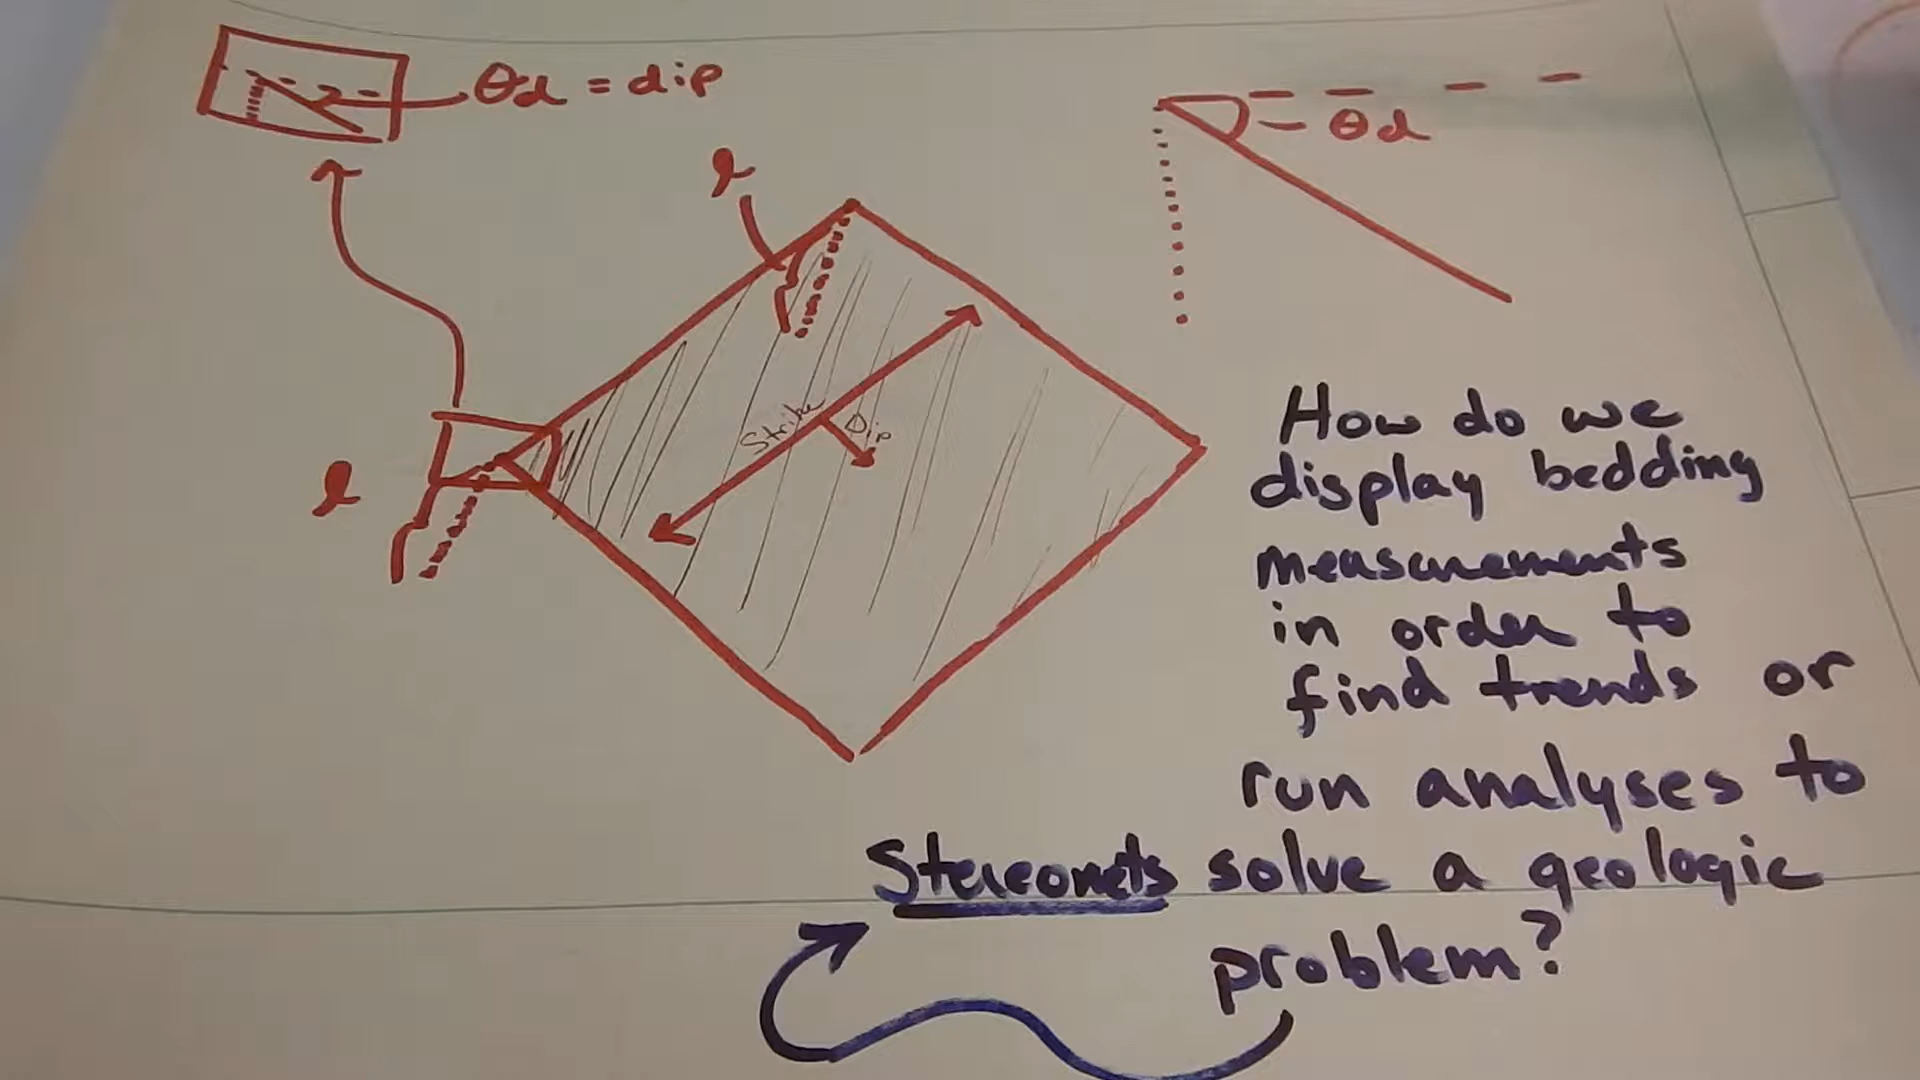 θd = dip
l
θd
Strike
Dip
l
How do we
display bedding
measurements
in order to
find trends or
run analyses to
solve a geologic
problem?
Stereonets